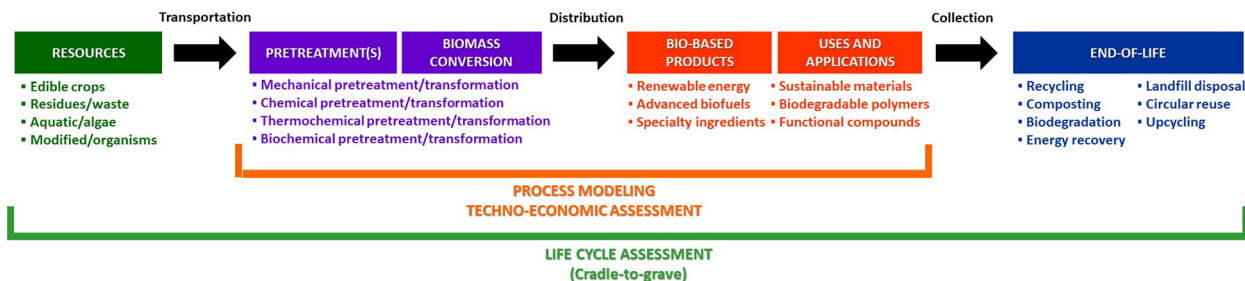 Transportation
Distribution
Collection
RESOURCES
PRETREATMENT(S)
BIOMASS
CONVERSION
BIO-BASED
PRODUCTS
USES AND
APPLICATIONS
END-OF-LIFE
▪ Edible crops
▪ Residues/waste
▪ Aquatic/algae
▪ Modified/organisms
▪ Mechanical pretreatment/transformation
▪ Chemical pretreatment/transformation
▪ Thermochemical pretreatment/transformation
▪ Biochemical pretreatment/transformation
▪ Renewable energy
▪ Advanced biofuels
▪ Specialty ingredients
▪ Sustainable materials
▪ Biodegradable polymers
▪ Functional compounds
▪ Recycling
▪ Composting
▪ Biodegradation
▪ Energy recovery
▪ Landfill disposal
▪ Circular reuse
▪ Upcycling
PROCESS MODELING
TECHNO-ECONOMIC ASSESSMENT
LIFE CYCLE ASSESSMENT
(Cradle-to-grave)